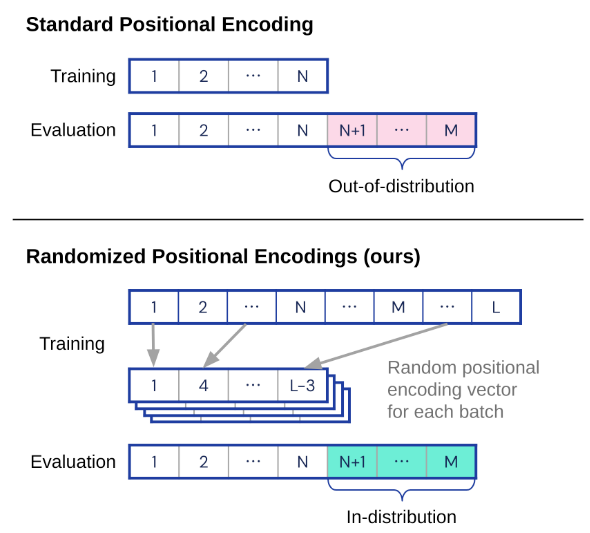 Standard Positional Encoding
Training 1 2 ... N
Evaluation 1 2 ... N N+1 ... M
Out-of-distribution
Randomized Positional Encodings (ours)
1 2 ... N ... M ... L
Training
1 4 ... L-3
Random positional
encoding vector
for each batch
Evaluation 1 2 ... N N+1 ... M
In-distribution